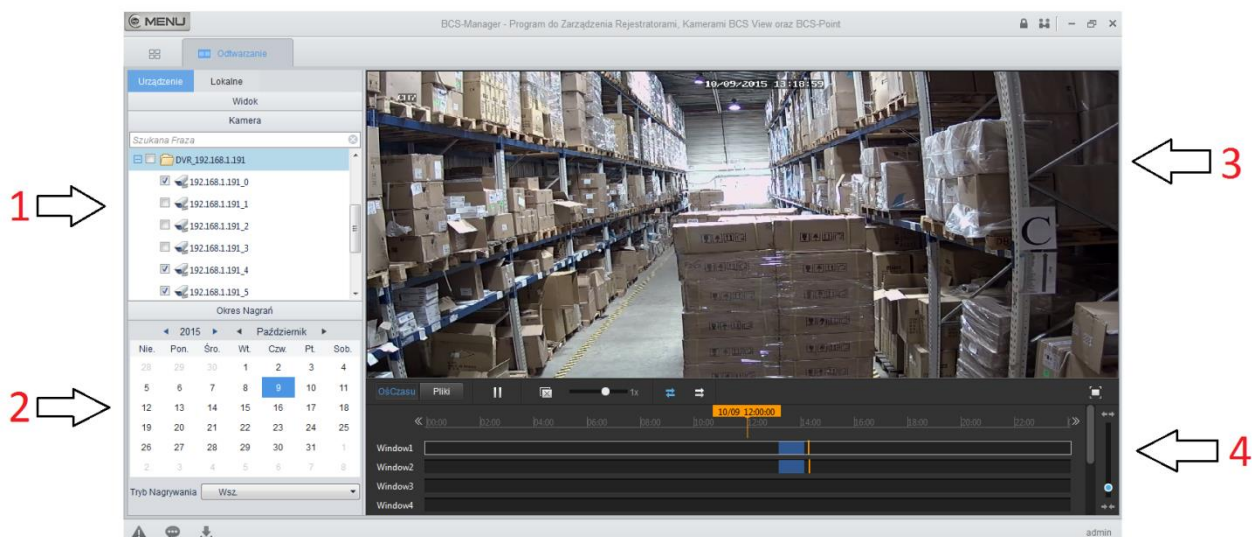 MENU
BCS-Manager - Program do Zarządzenia Rejestratorami, Kamerami BCS View oraz BCS-Point
Odtwarzanie
Urządzenie Lokalne
Widok
Kamera
Szukana Fraza
DVR_192.168.1.191
192.168.1.191_0
192.168.1.191_1
192.168.1.191_2
192.168.1.191_3
192.168.1.191_4
192.168.1.191_5
1
Okres Nagrań
2015 Październik
Nie. Pon. Śro. Wt. Czw. Pt. Sob.
28 29 30 1 2 3 4
5 6 7 8 9 10 11
12 13 14 15 16 17 18
19 20 21 22 23 24 25
26 27 28 29 30 31 1
2 3 4 5 6 7 8
2
Tryb Nagrywania Wsz.
10/09/2015 13:18:59
C
3
OśCzasu Pliki 1x
10/09 12:00:00
00:00 02:00 04:00 06:00 08:00 10:00 12:00 14:00 16:00 18:00 20:00 22:00
Window1
Window2
Window3
Window4
4
admin